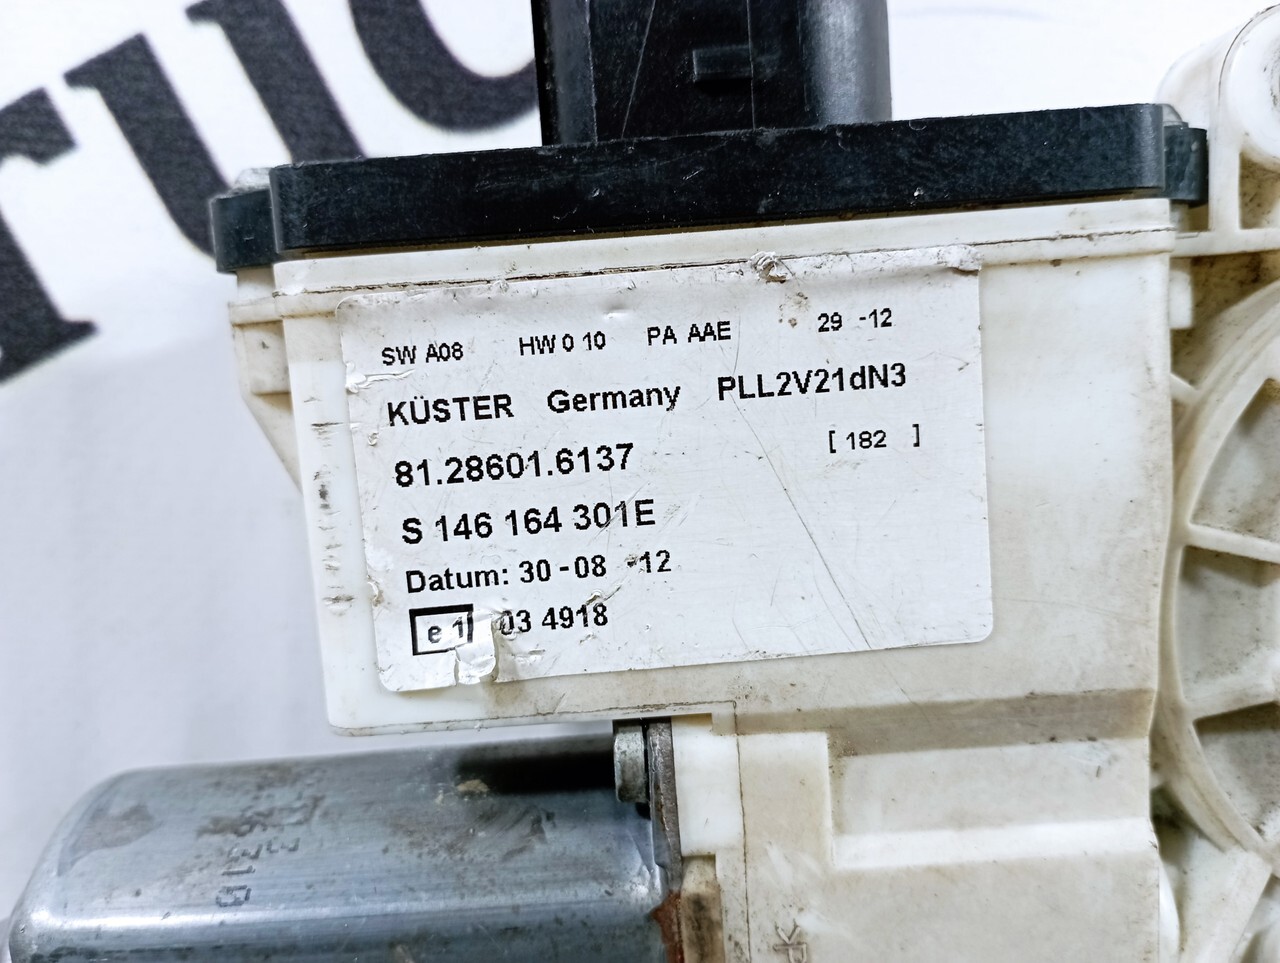 SW A08 HW 0 10 PA AAE 29 -12
KÜSTER Germany PLL2V21dN3
[ 182 ]
81.28601.6137
S 146 164 301E
Datum: 30-08 -12
e1 03 4918